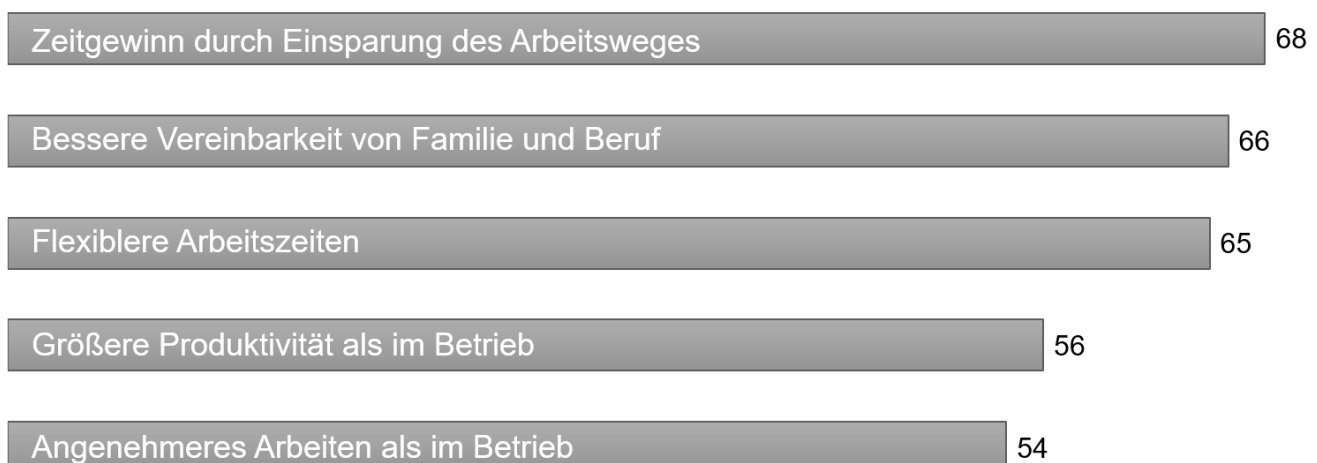 Zeitgewinn durch Einsparung des Arbeitsweges 68
Bessere Vereinbarkeit von Familie und Beruf 66
Flexiblere Arbeitszeiten 65
Größere Produktivität als im Betrieb 56
Angenehmeres Arbeiten als im Betrieb 54